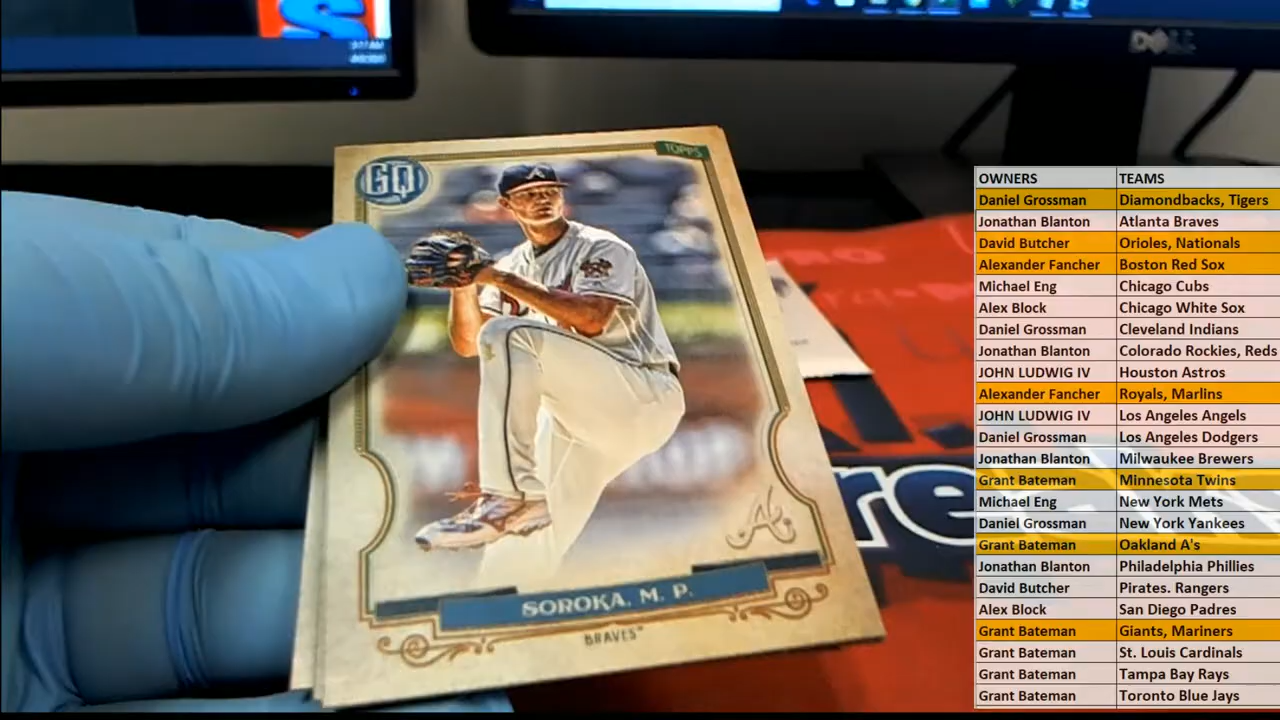 S
DELL
GQ
TOPPS
SOROKA, M. P.
BRAVES™
OWNERS TEAMS
Daniel Grossman Diamondbacks, Tigers
Jonathan Blanton Atlanta Braves
David Butcher Orioles, Nationals
Alexander Fancher Boston Red Sox
Michael Eng Chicago Cubs
Alex Block Chicago White Sox
Daniel Grossman Cleveland Indians
Jonathan Blanton Colorado Rockies, Reds
JOHN LUDWIG IV Houston Astros
Alexander Fancher Royals, Marlins
JOHN LUDWIG IV Los Angeles Angels
Daniel Grossman Los Angeles Dodgers
Jonathan Blanton Milwaukee Brewers
Grant Bateman Minnesota Twins
Michael Eng New York Mets
Daniel Grossman New York Yankees
Grant Bateman Oakland A's
Jonathan Blanton Philadelphia Phillies
David Butcher Pirates. Rangers
Alex Block San Diego Padres
Grant Bateman Giants, Mariners
Grant Bateman St. Louis Cardinals
Grant Bateman Tampa Bay Rays
Grant Bateman Toronto Blue Jays